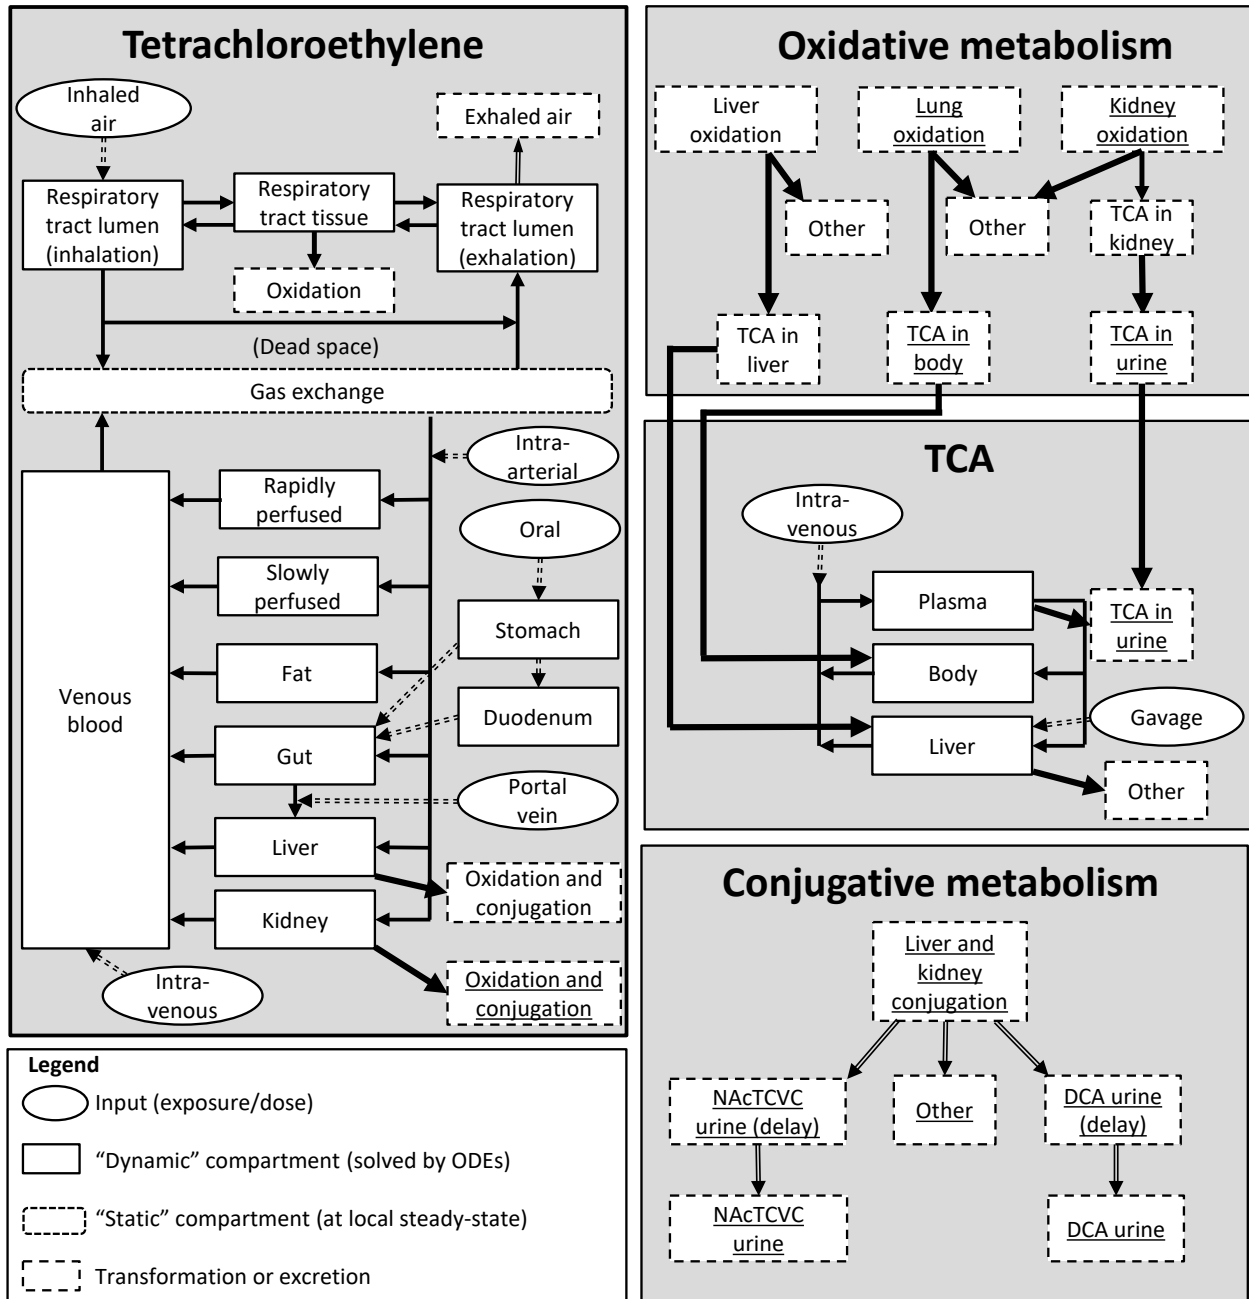 Tetrachloroethylene
Inhaled
air
Exhaled air
Respiratory
tract lumen
(inhalation)
Respiratory
tract tissue
Respiratory
tract lumen
(exhalation)
Oxidation
(Dead space)
Gas exchange
Venous
blood
Rapidly
perfused
Slowly
perfused
Fat
Gut
Liver
Kidney
Intra-
arterial
Oral
Stomach
Duodenum
Portal
vein
Oxidation and
conjugation
Oxidation and
conjugation
Intra-
venous
Oxidative metabolism
Liver
oxidation
Lung
oxidation
Kidney
oxidation
Other
Other
TCA in
kidney
TCA in
liver
TCA in
body
TCA in
urine
TCA
Intra-
venous
Plasma
Body
Liver
TCA in
urine
Gavage
Other
Conjugative metabolism
Liver and
kidney
conjugation
NAcTCVC
urine (delay)
Other
DCA urine
(delay)
NAcTCVC
urine
DCA urine
Legend
Input (exposure/dose)
“Dynamic” compartment (solved by ODEs)
“Static” compartment (at local steady-state)
Transformation or excretion